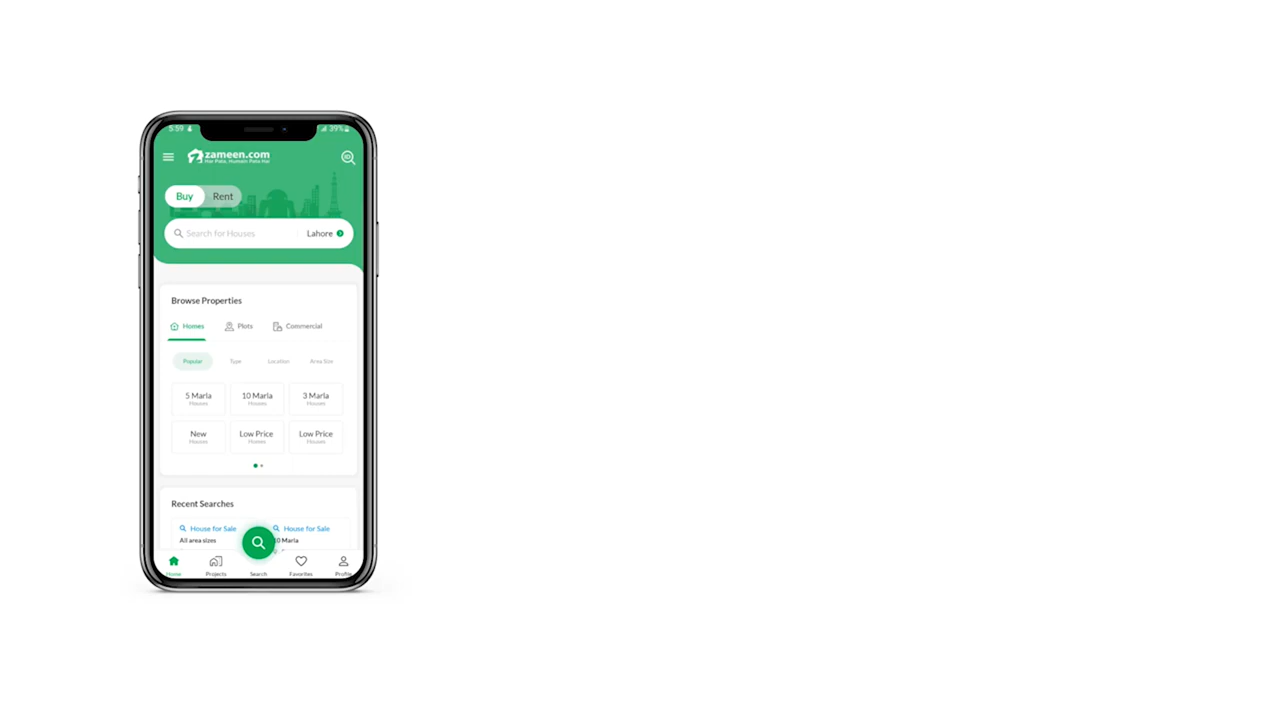 5:59
39%
zameen.com
Har Pata, Humein Pata Hai
Buy
Rent
Search for Houses
Lahore
Browse Properties
Homes
Plots
Commercial
Popular
Type
Location
Area Size
5 Marla
Houses
10 Marla
Houses
3 Marla
Houses
New
Houses
Low Price
Homes
Low Price
Houses
Recent Searches
House for Sale
All area sizes
House for Sale
10 Marla
Home
Projects
Search
Favorites
Profile